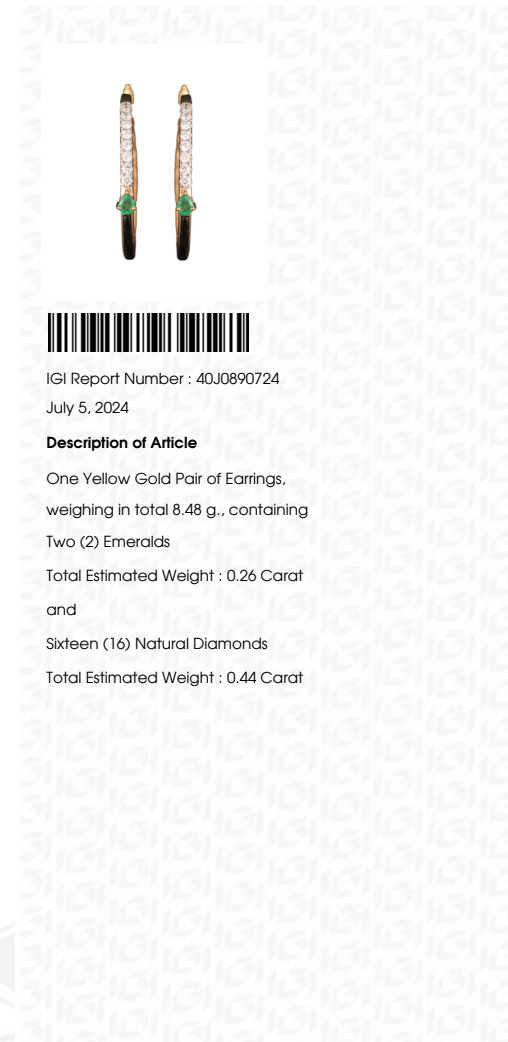 IGI Report Number : 40J0890724
July 5, 2024
Description of Article
One Yellow Gold Pair of Earrings,
weighing in total 8.48 g., containing
Two (2) Emeralds
Total Estimated Weight : 0.26 Carat
and
Sixteen (16) Natural Diamonds
Total Estimated Weight : 0.44 Carat